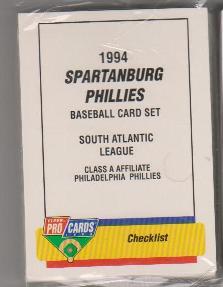 1994
SPARTANBURG
PHILLIES
BASEBALL CARD SET
SOUTH ATLANTIC
LEAGUE
CLASS A AFFILIATE
PHILADELPHIA PHILLIES
FLEER
PRO CARDS
Checklist